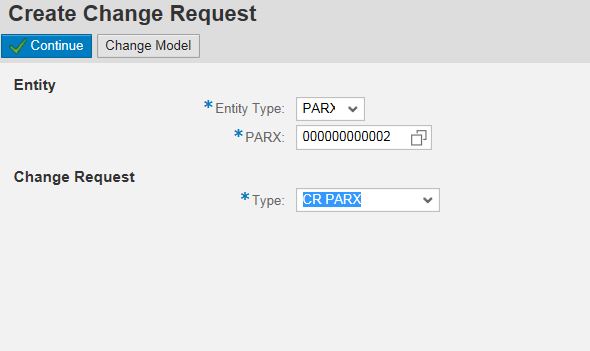 Create Change Request
Continue Change Model
Entity
* Entity Type: PARX
* PARX: 000000000002
Change Request
* Type: CR PARX